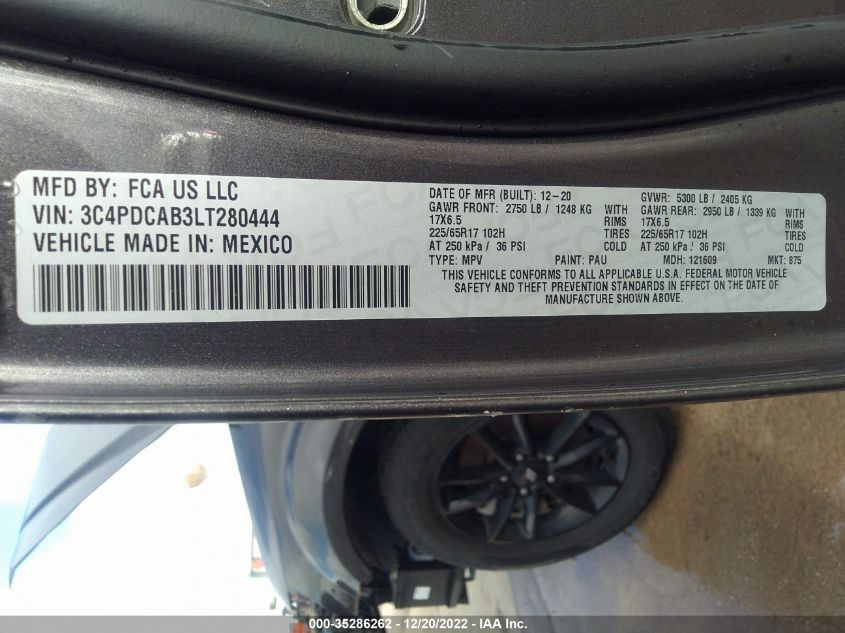 MFD BY: FCA US LLC
VIN: 3C4PDCAB3LT280444
VEHICLE MADE IN: MEXICO
DATE OF MFR (BUILT): 12-20 GVWR: 5300 LB / 2405 KG
GAWR FRONT: 2750 LB / 1248 KG WITH GAWR REAR: 2950 LB / 1339 KG WITH
17X6.5 RIMS 17X6.5 RIMS
225/65R17 102H TIRES 225/65R17 102H TIRES
AT 250 kPa / 36 PSI COLD AT 250 kPa / 36 PSI COLD
TYPE: MPV PAINT: PAU MDH: 121609 MKT: 875
THIS VEHICLE CONFORMS TO ALL APPLICABLE U.S.A. FEDERAL MOTOR VEHICLE
SAFETY AND THEFT PREVENTION STANDARDS IN EFFECT ON THE DATE OF
MANUFACTURE SHOWN ABOVE.
000-35286262 - 12/20/2022 - IAA Inc.